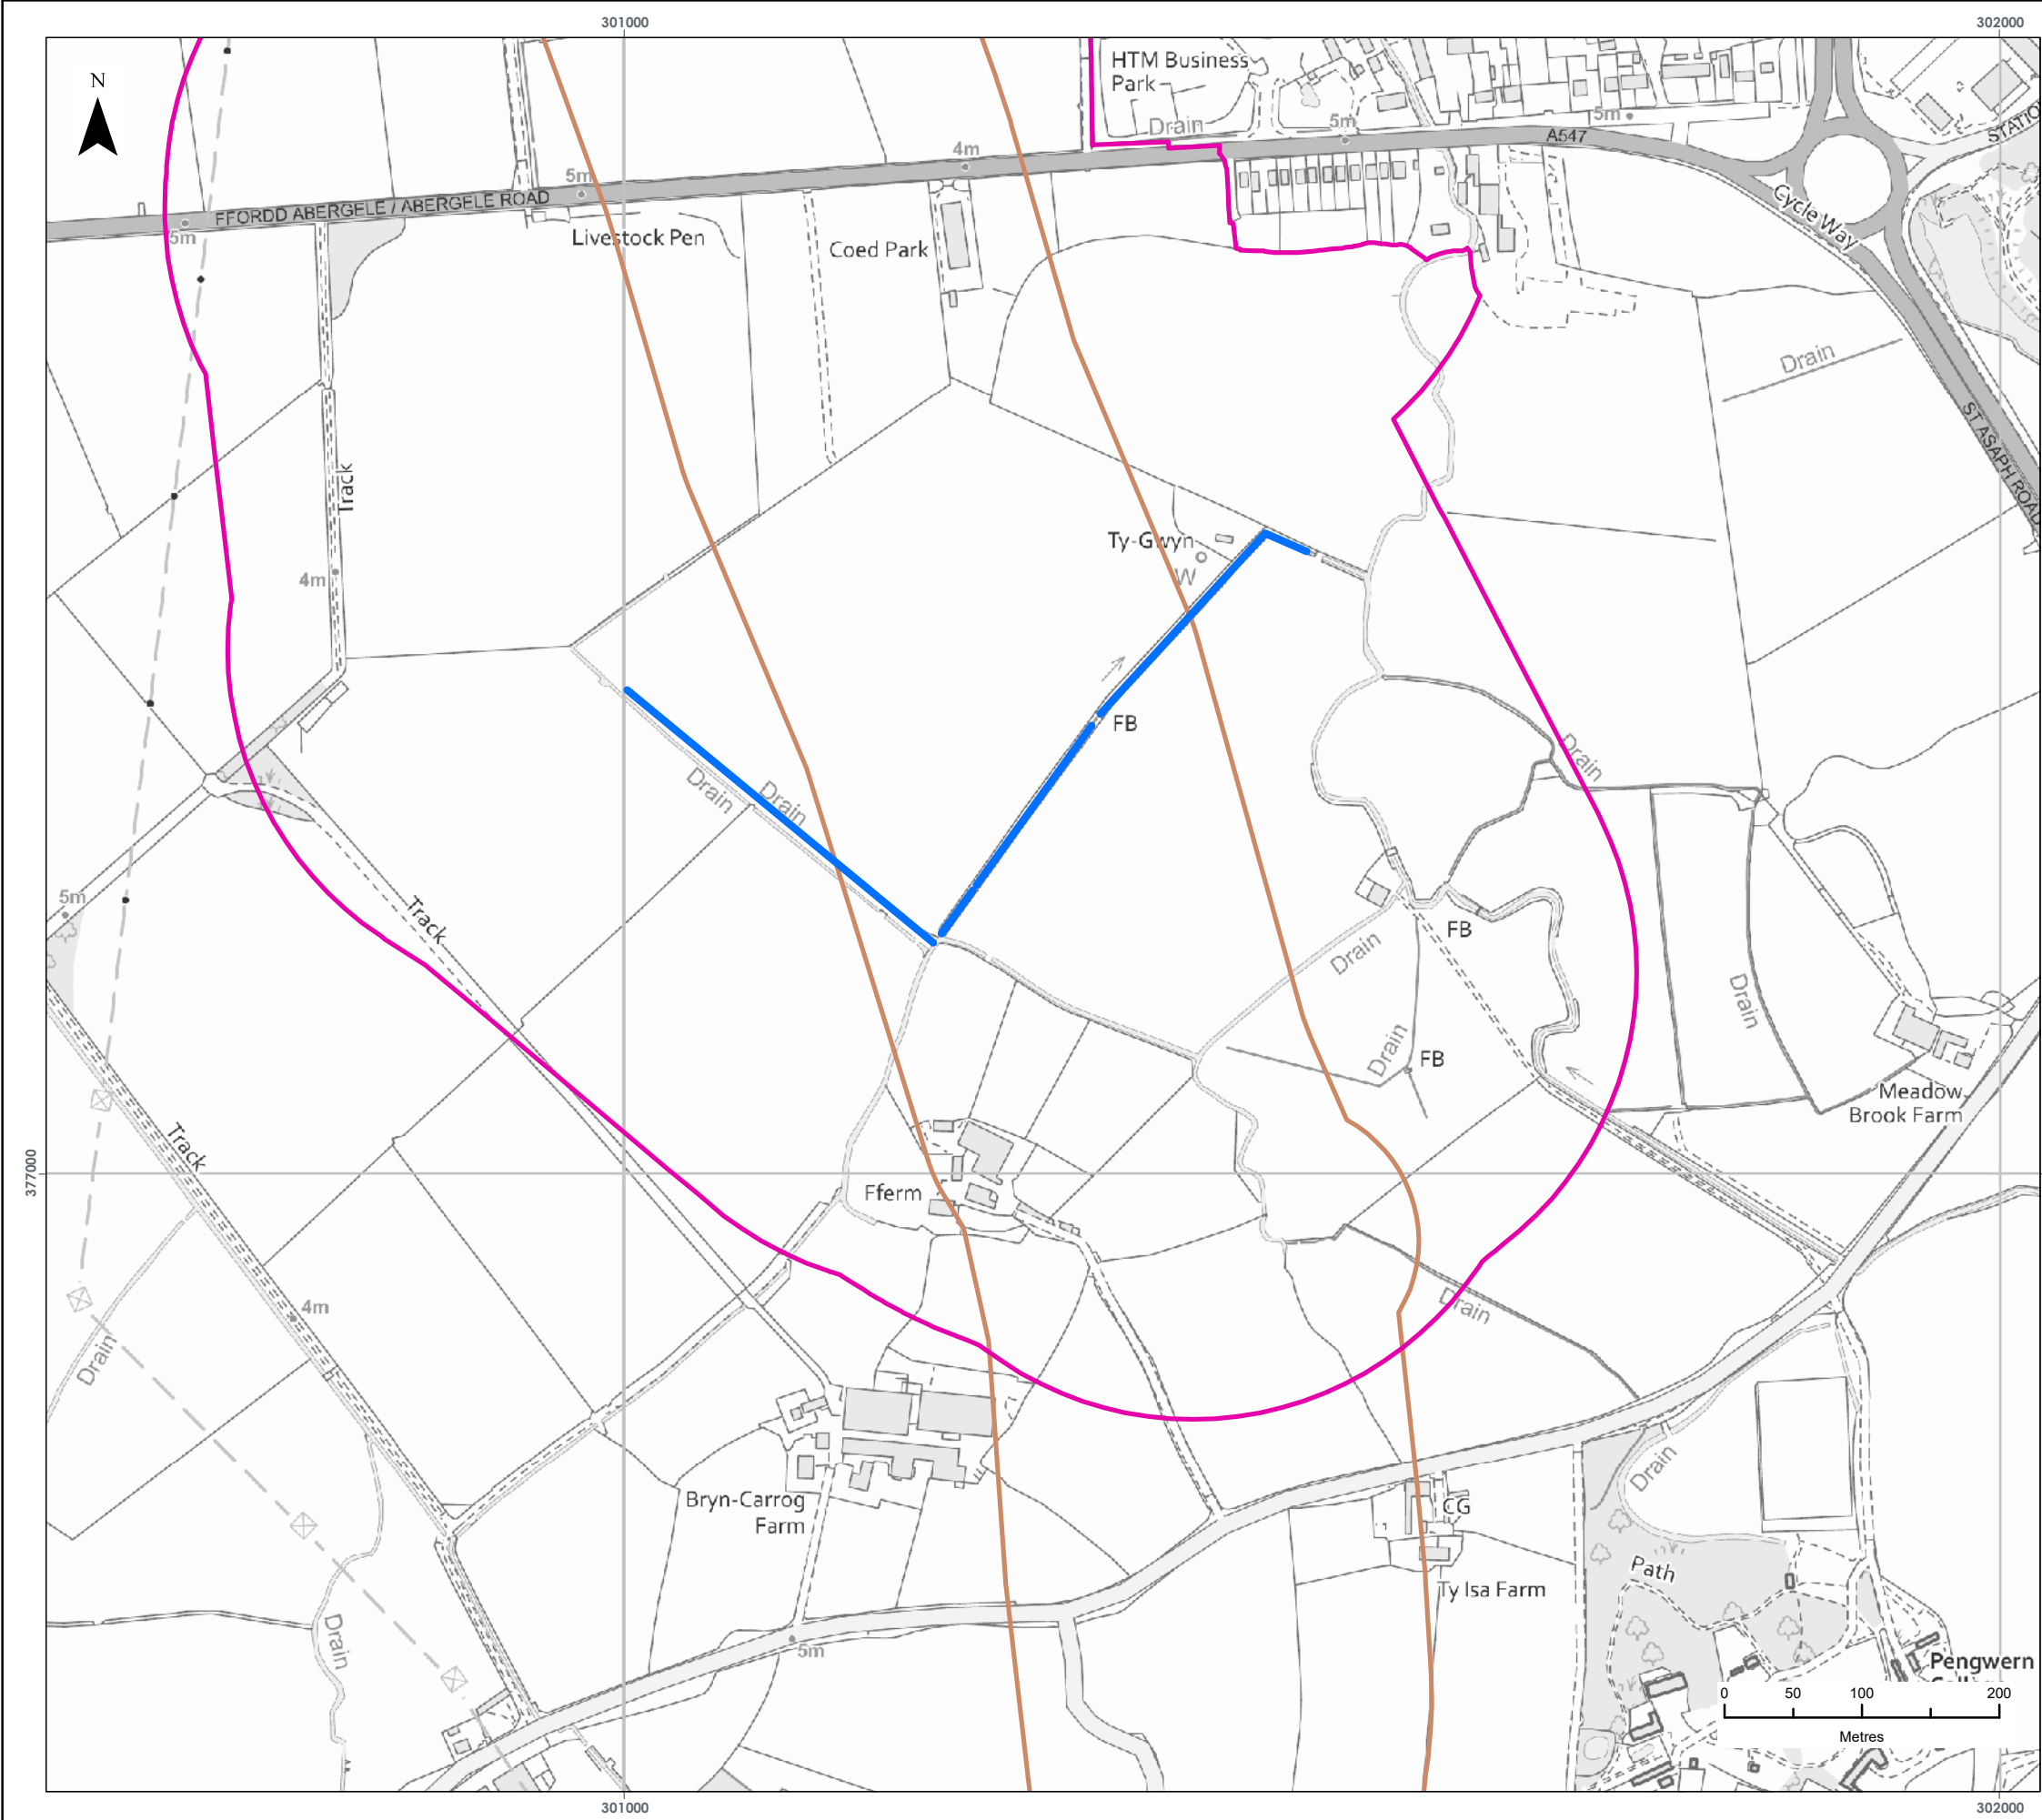 301000
302000
N
HTM Business
Park
Drain
5m
5m
A547
STATIO
4m
5m
FFORDD ABERGELE / ABERGELE ROAD
5m
Livestock Pen
Coed Park
Cycle Way
Drain
ST ASAPH ROAD
Track
Ty-Gwyn
W
4m
FB
Drain
Drain
Drain
Track
5m
FB
Drain
Drain
Drain
FB
Meadow
Brook Farm
Track
377000
Fferm
4m
Drain
Drain
Drain
Bryn-Carrog
Farm
CG
Path
Ty Isa Farm
Drain
5m
Pengwern
0
50
100
200
Metres
301000
302000